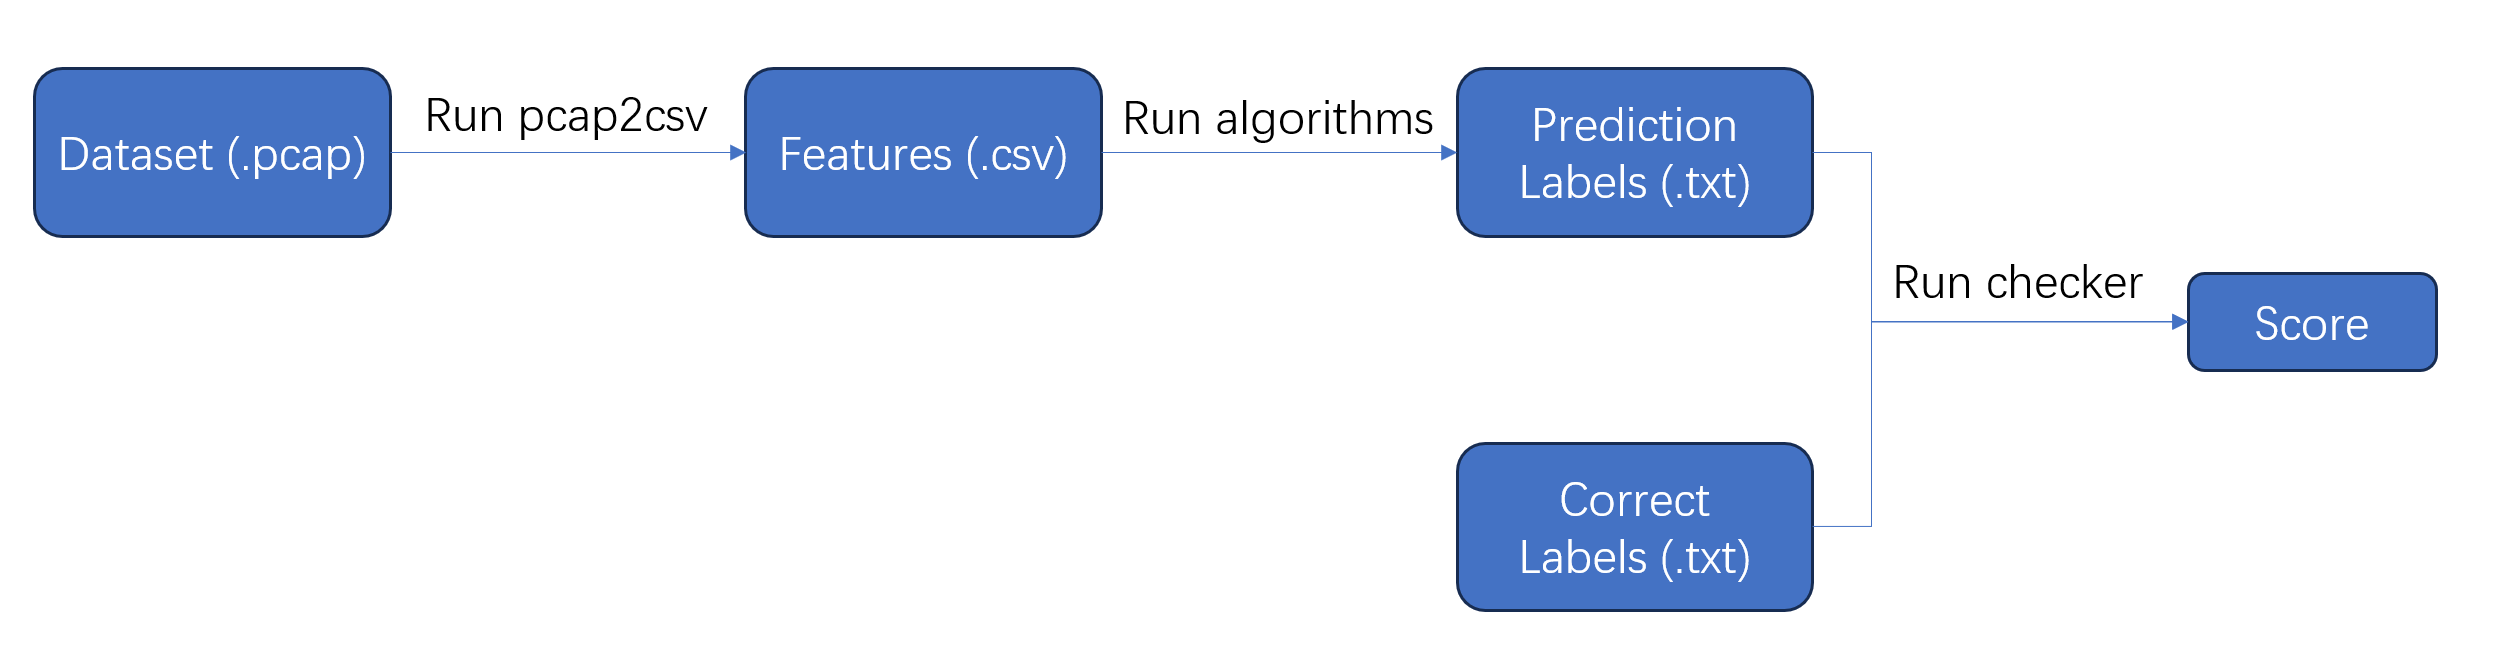 Dataset (.pcap)
Run pcap2csv
Features (.csv)
Run algorithms
Prediction
Labels (.txt)
Correct
Labels (.txt)
Run checker
Score